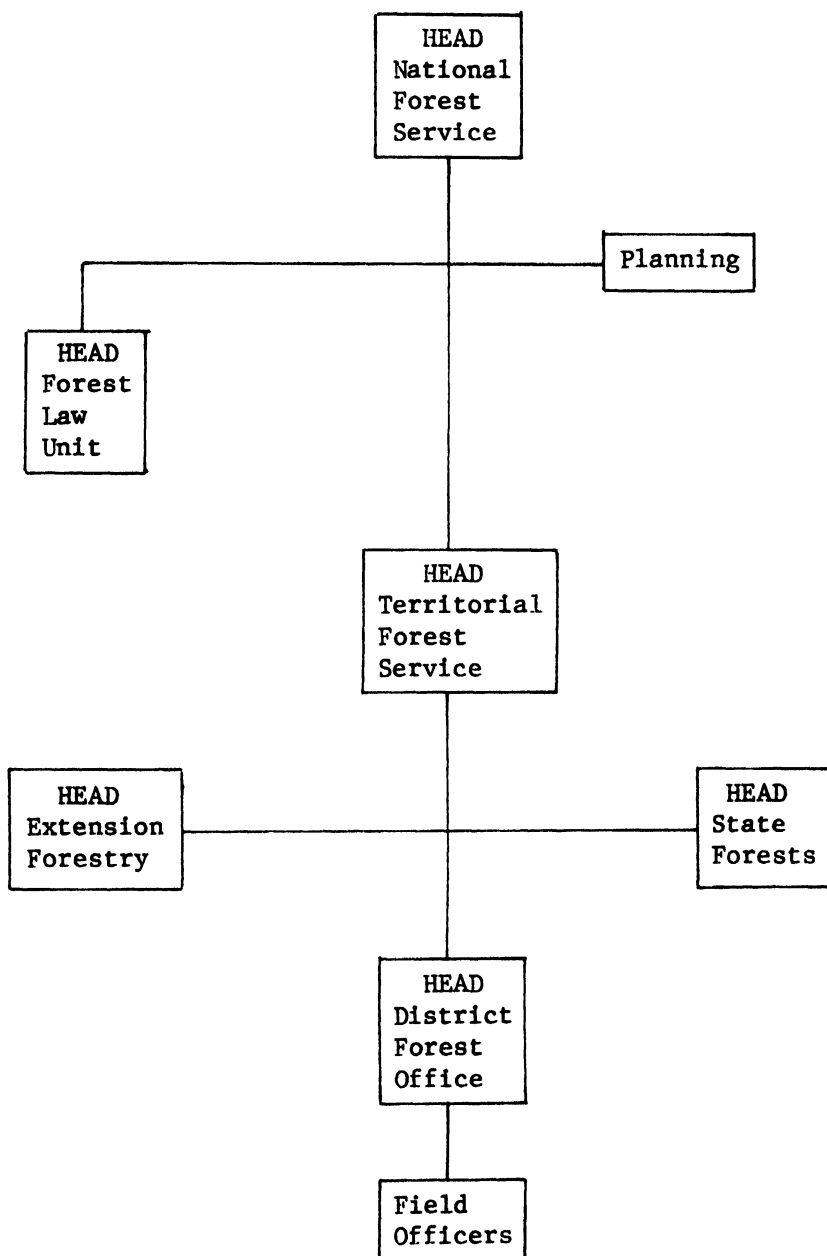 HEAD
National
Forest
Service
Planning
HEAD
Forest
Law
Unit
HEAD
Territorial
Forest
Service
HEAD
Extension
Forestry
HEAD
State
Forests
HEAD
District
Forest
Office
Field
Officers